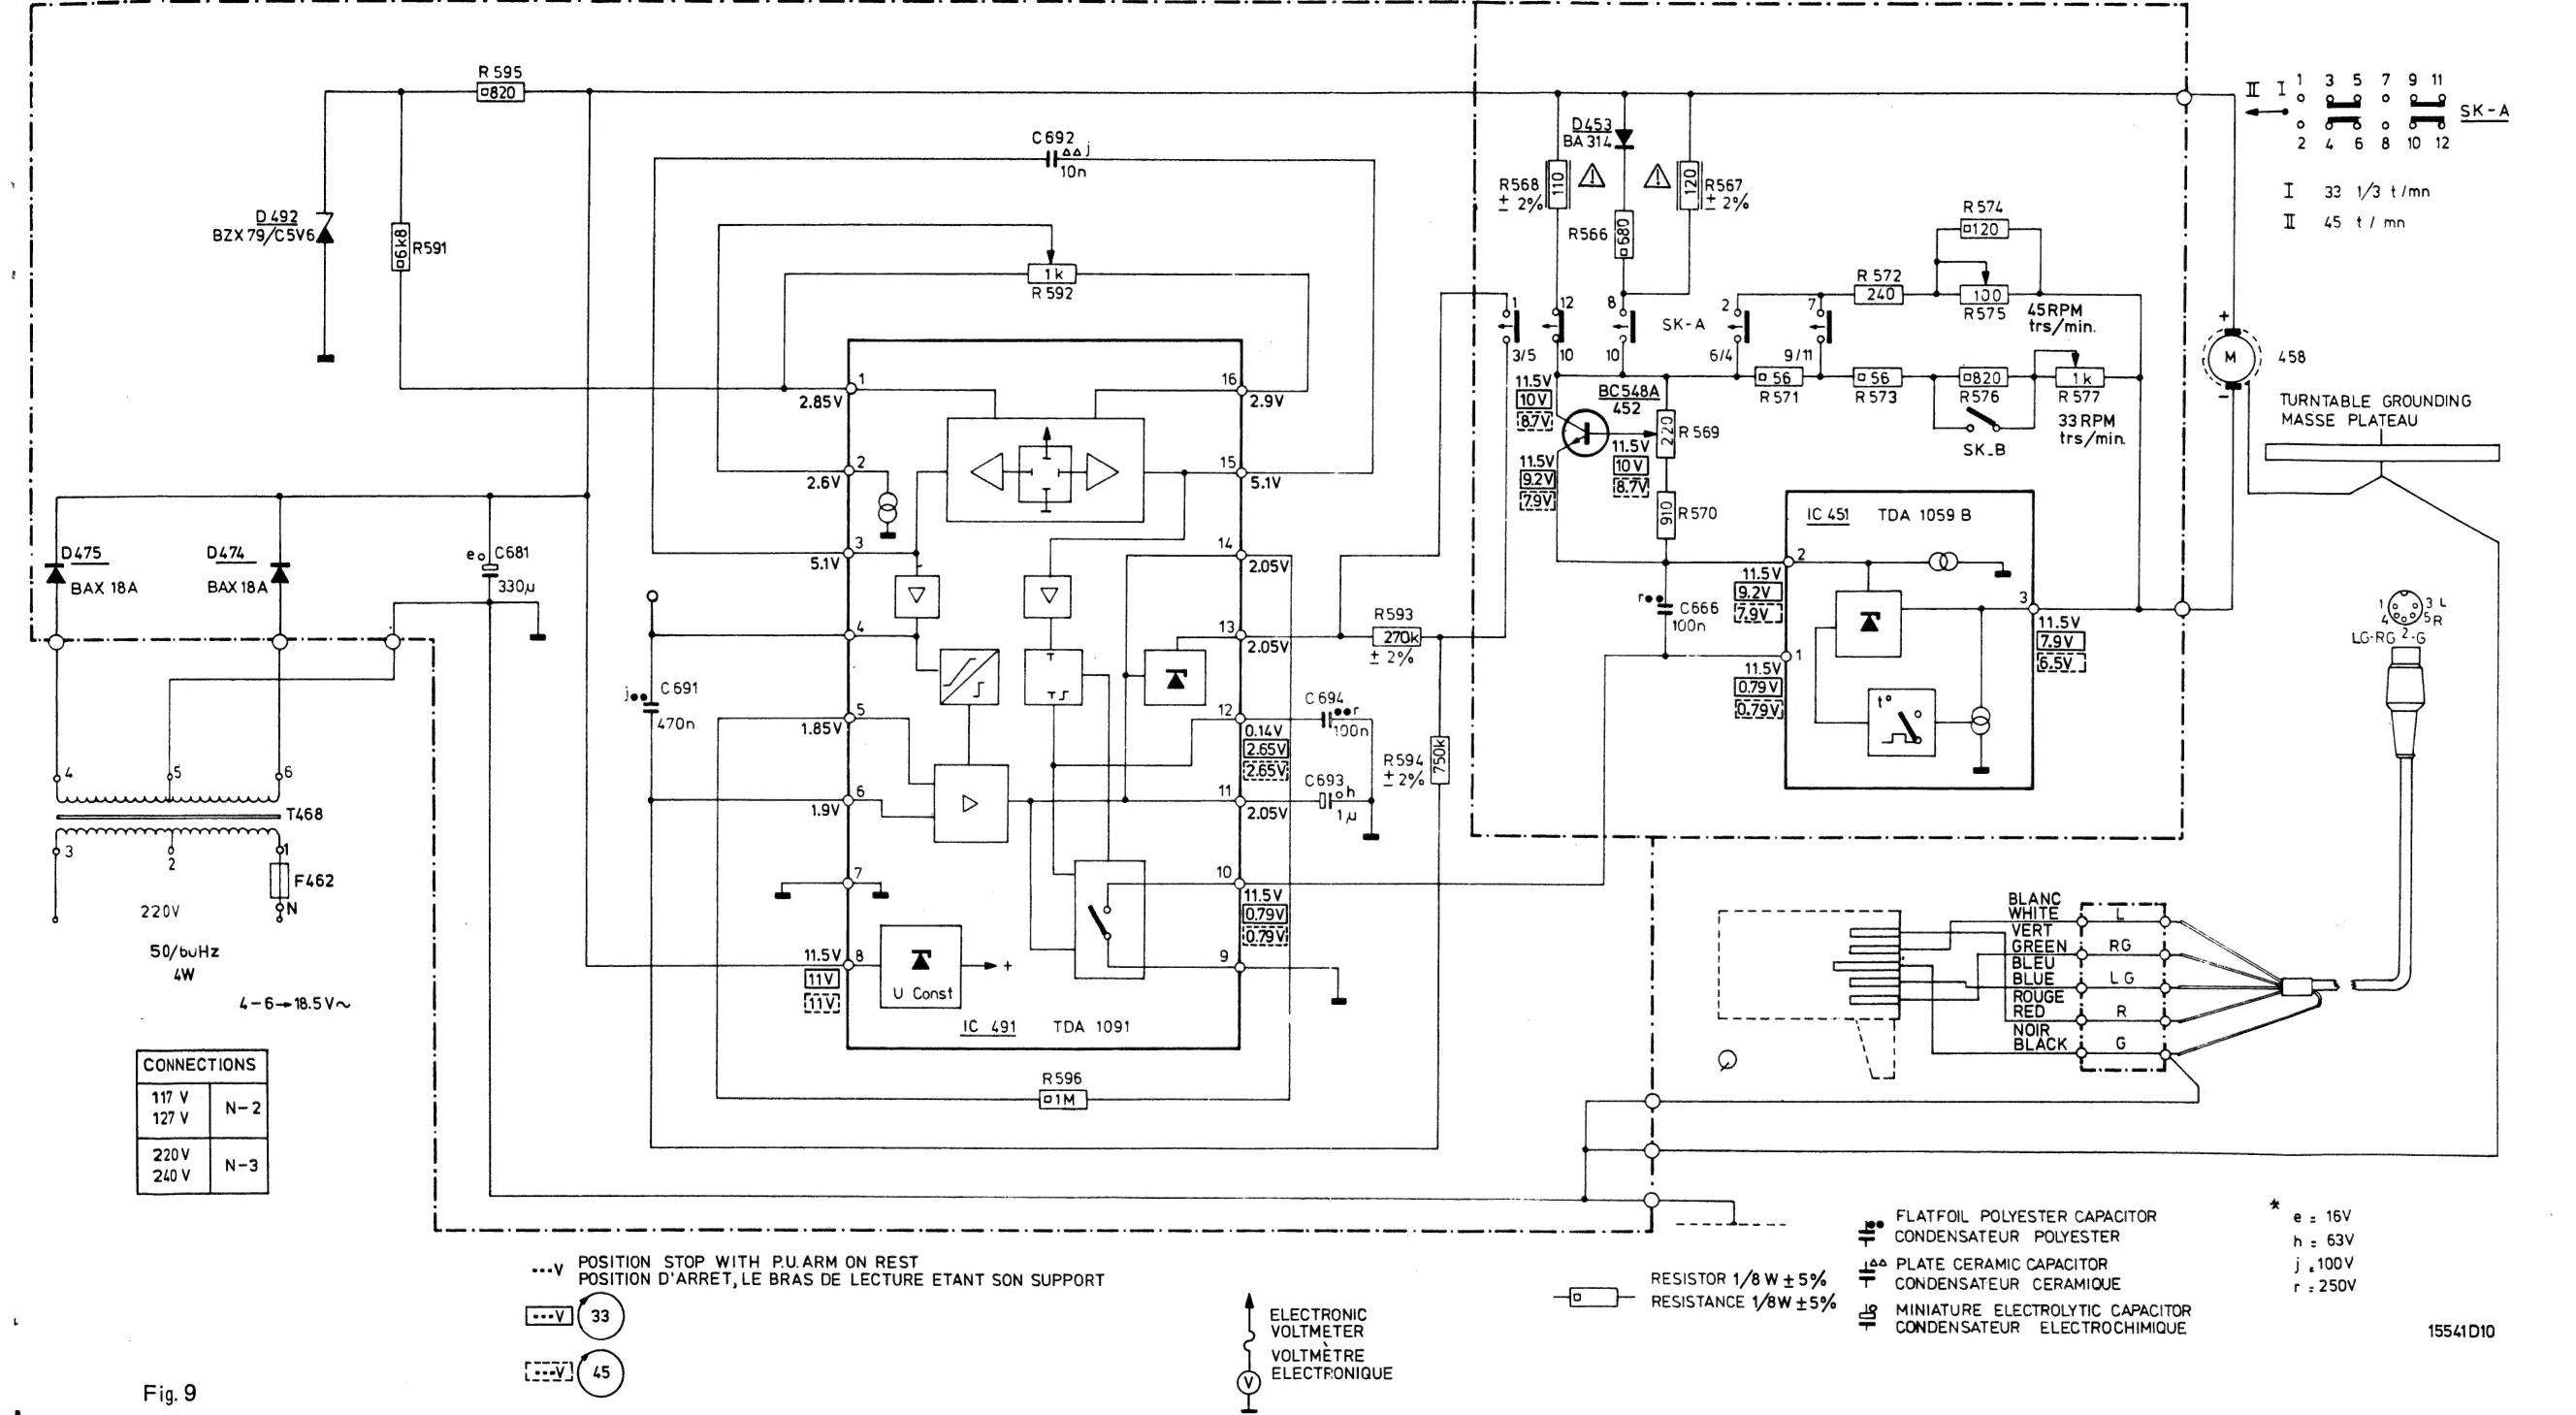 R 595
820
C692
10n
D 492
BZX 79/C5V6
6k8
R591
1k
R 592
D453
BA 314
R568
± 2%
110
R566
680
120
R567
± 2%
R 574
120
R 572
240
100
R575
45RPM
trs/min.
II I 1 3 5 7 9 11
SK-A
2 4 6 8 10 12
I 33 1/3 t/mn
II 45 t / mn
1
12
8
SK-A
2
7
3/5
10
10
6/4
9/11
56
R 571
56
R 573
820
R 576
1k
R 577
SK_B
33RPM
trs/min.
+
M
458
-
TURNTABLE GROUNDING
MASSE PLATEAU
11.5V
10V
8.7V
BC548A
452
220
R 569
11.5V
10V
8.7V
11.5V
9.2V
7.9V
910
R 570
IC 451 TDA 1059 B
2
11.5V
9.2V
7.9V
r
C666
100n
1
11.5V
0.79V
0.79V
t°
3
11.5V
7.9V
6.5V
1
2.85V
2
2.6V
3
5.1V
4
5
1.85V
6
1.9V
7
8
11.5V
11V
11V
16
2.9V
15
5.1V
14
2.05V
13
2.05V
12
0.14V
2.65V
2.65V
11
2.05V
10
11.5V
0.79V
0.79V
9
U Const
+
IC 491 TDA 1091
R 596
1M
R593
270k
± 2%
C694
r
100n
R594
± 2%
750k
C693
h
1µ
j
C 691
470n
D475
BAX 18A
D474
BAX 18A
e
C681
330µ
4
5
6
T468
3
2
1
F462
N
220V
50/60Hz
4W
4-6→18.5V~
CONNECTIONS
117 V
127 V
N-2
220V
240 V
N-3
1
3 L
4
5 R
LG-RG 2-G
BLANC
WHITE
L
VERT
GREEN
RG
BLEU
BLUE
L G
ROUGE
RED
R
NOIR
BLACK
G
...V POSITION STOP WITH P.U. ARM ON REST
POSITION D'ARRET, LE BRAS DE LECTURE ETANT SON SUPPORT
...V 33
...V 45
ELECTRONIC
VOLTMETER
VOLTMÈTRE
ELECTRONIQUE
V
RESISTOR 1/8 W ± 5%
RESISTANCE 1/8W ±5%
FLATFOIL POLYESTER CAPACITOR
CONDENSATEUR POLYESTER
PLATE CERAMIC CAPACITOR
CONDENSATEUR CERAMIQUE
MINIATURE ELECTROLYTIC CAPACITOR
CONDENSATEUR ELECTROCHIMIQUE
* e = 16V
h = 63V
j = 100V
r = 250V
15541D10
Fig. 9